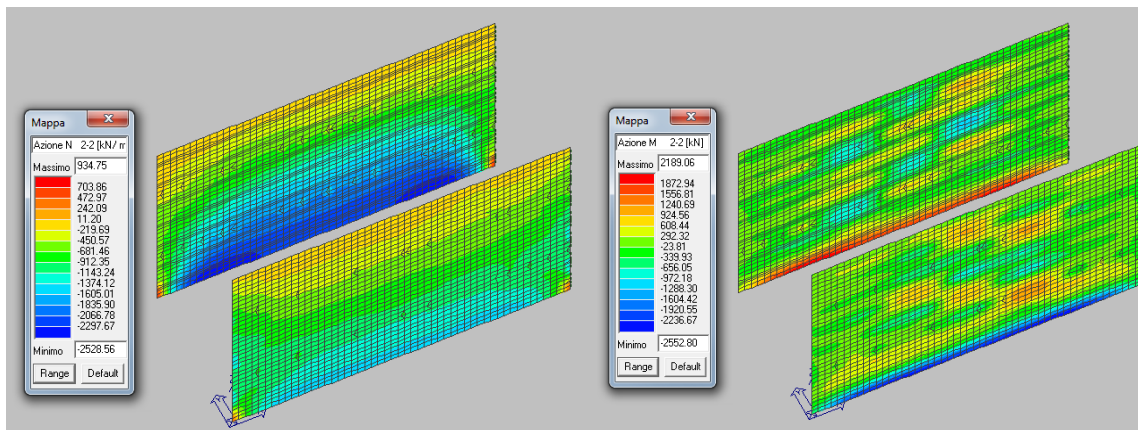 Mappa
Azione N 2-2 [kN/ m
Massimo 934.75
703.86
472.97
242.09
11.20
-219.69
-450.57
-681.46
-912.35
-1143.24
-1374.12
-1605.01
-1835.90
-2066.78
-2297.67
Minimo -2528.56
Range Default
Mappa
Azione M 2-2 [kN]
Massimo 2189.06
1872.94
1556.81
1240.69
924.56
608.44
292.32
-23.81
-339.93
-656.05
-972.18
-1288.30
-1604.42
-1920.55
-2236.67
Minimo -2552.80
Range Default